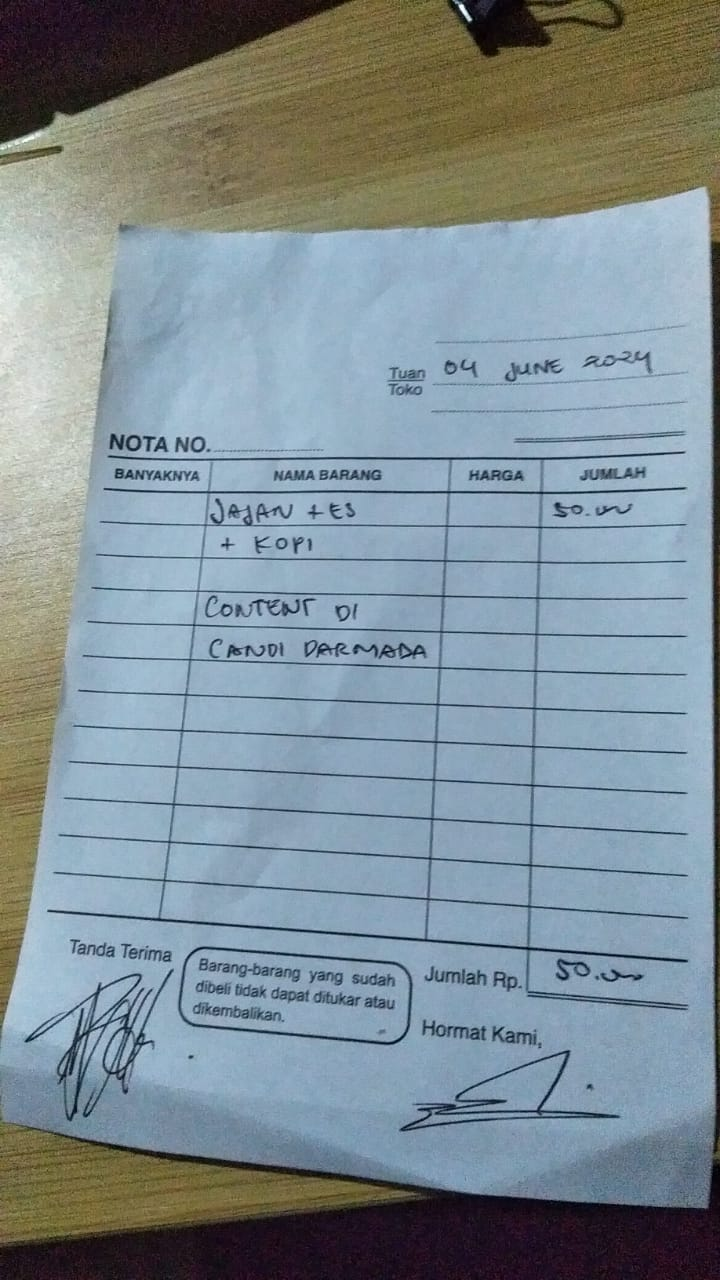 Tuan 04 JUNE 2024
Toko
NOTA NO.
BANYAKNYA NAMA BARANG HARGA JUMLAH
JAJAN + ES 50.000
+ KOPI
CONTENT DI
CANDI DARMADA
Tanda Terima
Barang-barang yang sudah
dibeli tidak dapat ditukar atau
dikembalikan.
Jumlah Rp. 50.000
Hormat Kami,